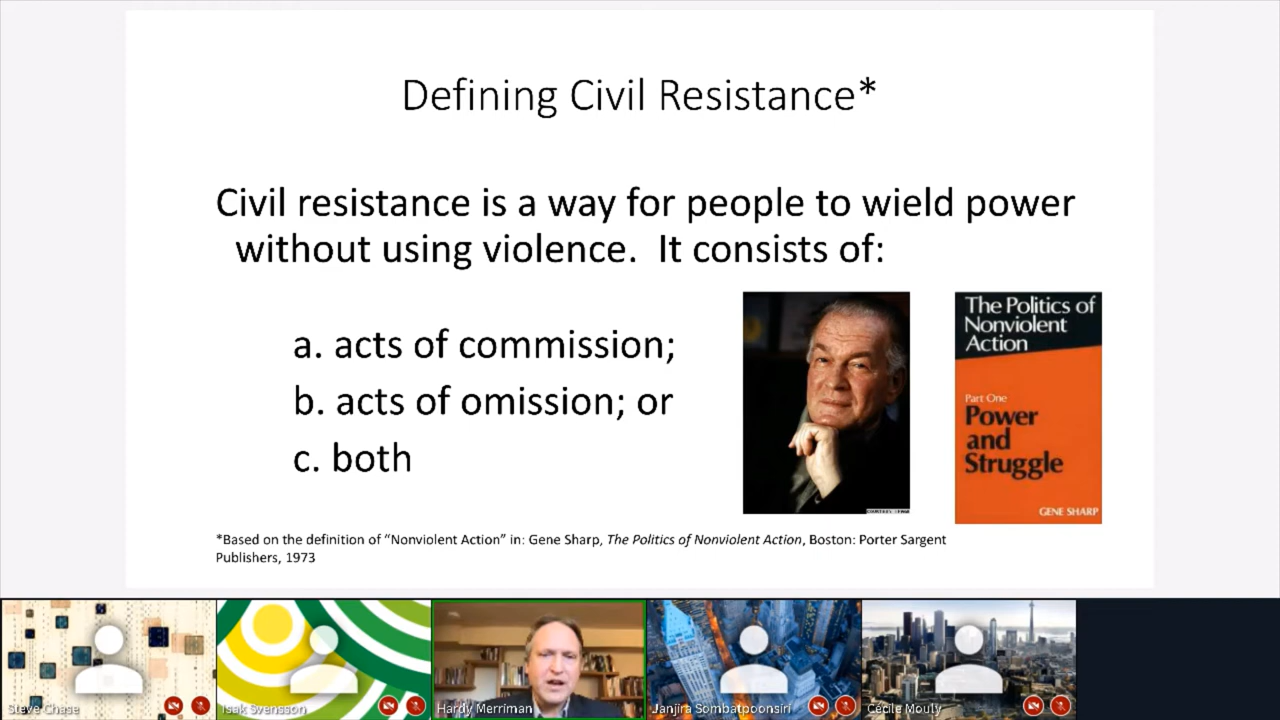 Defining Civil Resistance*
Civil resistance is a way for people to wield power
without using violence.  It consists of:
a. acts of commission;
b. acts of omission; or
c. both
The Politics of
Nonviolent
Action
Part One
Power
and
Struggle
GENE SHARP
*Based on the definition of “Nonviolent Action” in: Gene Sharp, The Politics of Nonviolent Action, Boston: Porter Sargent
Publishers, 1973
Steve Chase
Isak Svensson
Hardy Merriman
Janjira Sombatpoonsiri
Cécile Mouly